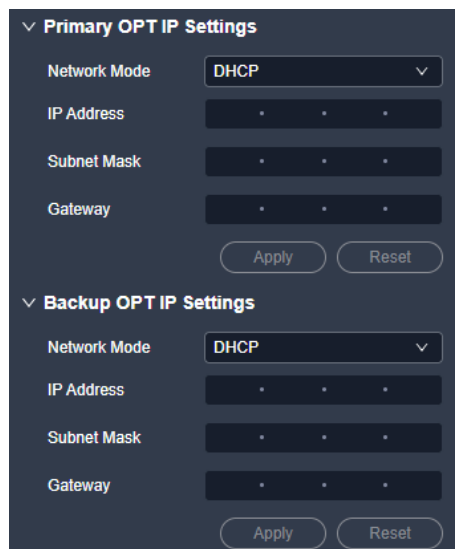 Primary OPT IP Settings
Network Mode DHCP
IP Address . . .
Subnet Mask . . .
Gateway . . .
Apply Reset
Backup OPT IP Settings
Network Mode DHCP
IP Address . . .
Subnet Mask . . .
Gateway . . .
Apply Reset